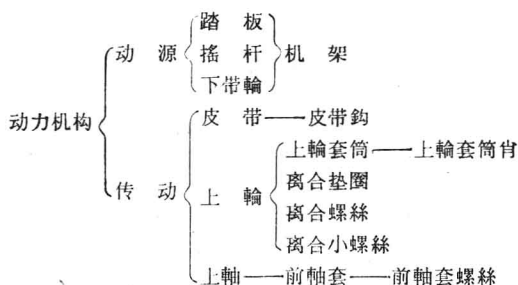 踏板
动源 搖杆 机架
下带輪
动力机构
皮带——皮带鈎
上輪套筒——上輪套筒肖
离合垫圈
传动 上輪
离合螺絲
离合小螺絲
上軸——前軸套——前軸套螺絲